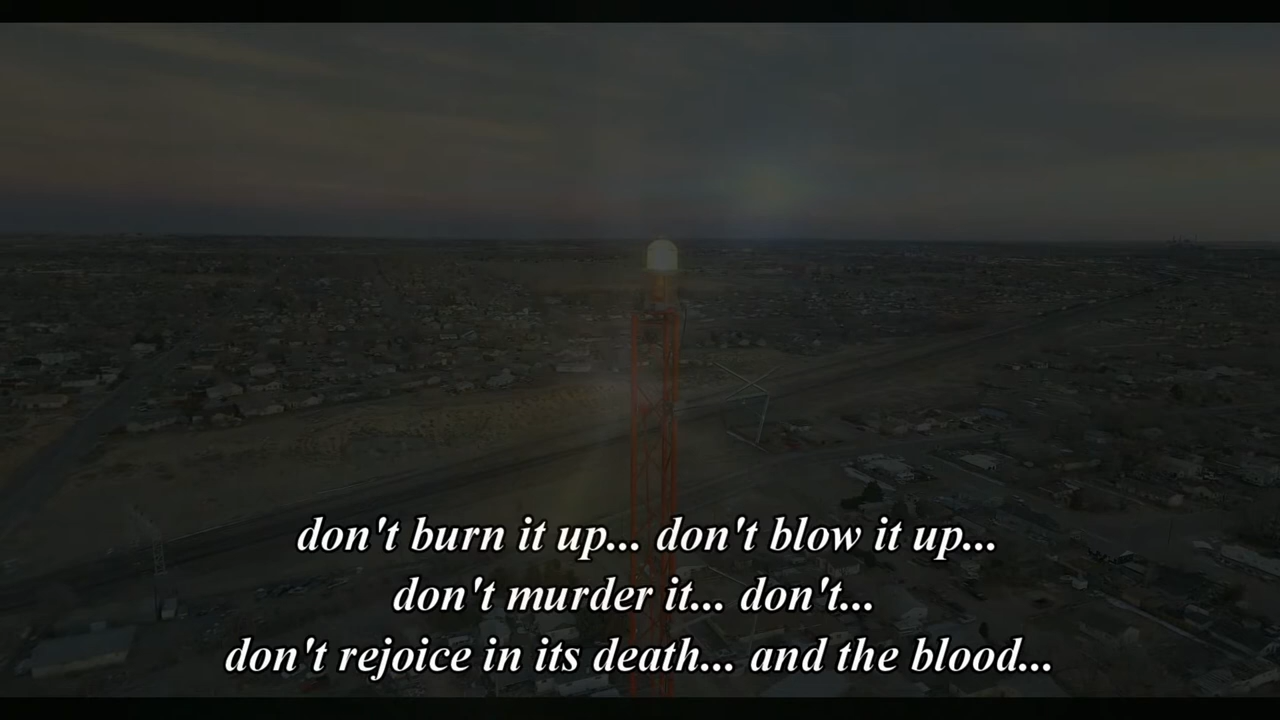 don't burn it up... don't blow it up...
don't murder it... don't...
don't rejoice in its death... and the blood...